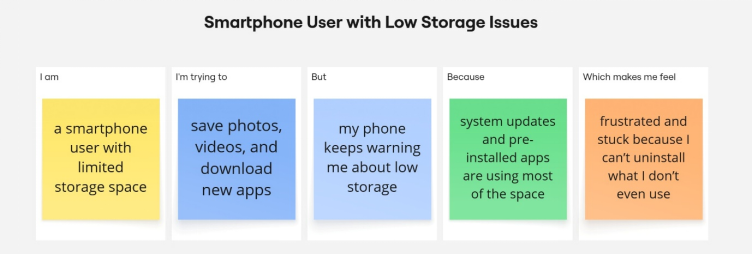 Smartphone User with Low Storage Issues
I am
a smartphone
user with
limited
storage space
I'm trying to
save photos,
videos, and
download
new apps
But
my phone
keeps warning
me about low
storage
Because
system updates
and pre-
installed apps
are using most
of the space
Which makes me feel
frustrated and
stuck because I
can't uninstall
what I don't
even use